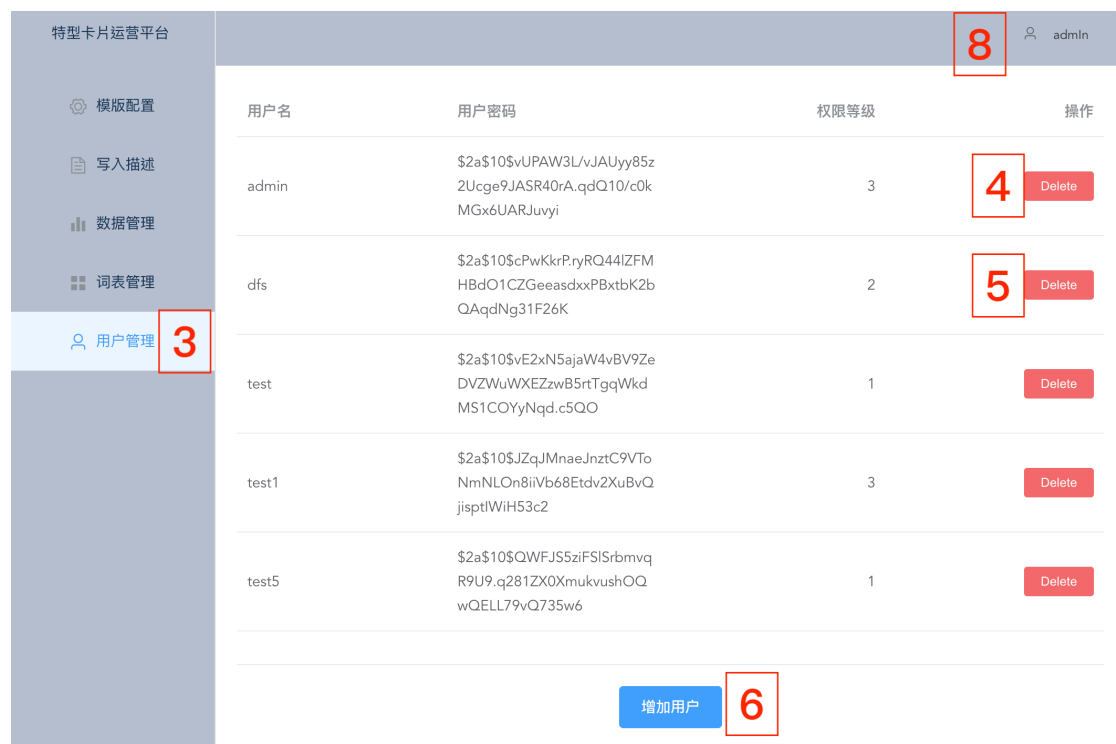 特型卡片运营平台
8
admIn
模版配置
写入描述
数据管理
词表管理
用户管理
3
用户名 用户密码 权限等级 操作
admin
$2a$10$vUPAW3L/vJAUyy85z
2Ucge9JASR40rA.qdQ10/c0k
MGx6UARJuvyi
3
4
Delete
dfs
$2a$10$cPwKkrP.ryRQ44lZFM
HBdO1CZGeeasdxxPBxtbK2b
QAqdNg31F26K
2
5
Delete
test
$2a$10$vE2xN5ajaW4vBV9Ze
DVZWuWXEZzwB5rtTgqWkd
MS1COYyNqd.c5QO
1
Delete
test1
$2a$10$JZqJMnaeJnztC9VTo
NmNLOn8iiVb68Etdv2XuBvQ
jisptIWiH53c2
3
Delete
test5
$2a$10$QWFJS5ziFSlSrbmvq
R9U9.q281ZX0XmukvushOQ
wQELL79vQ735w6
1
Delete
增加用户
6